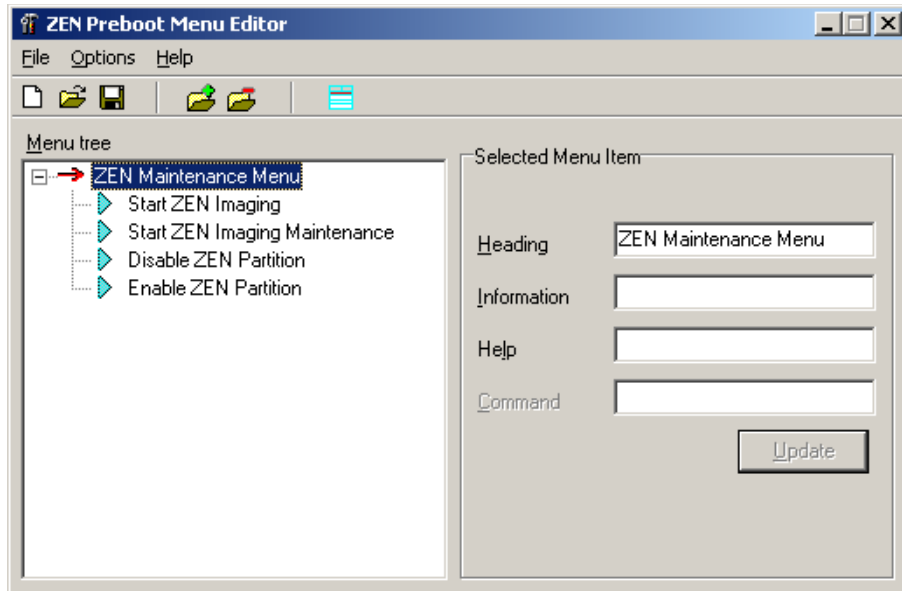 ZEN Preboot Menu Editor
File Options Help
Menu tree
ZEN Maintenance Menu
Start ZEN Imaging
Start ZEN Imaging Maintenance
Disable ZEN Partition
Enable ZEN Partition
Selected Menu Item
Heading ZEN Maintenance Menu
Information
Help
Command
Update